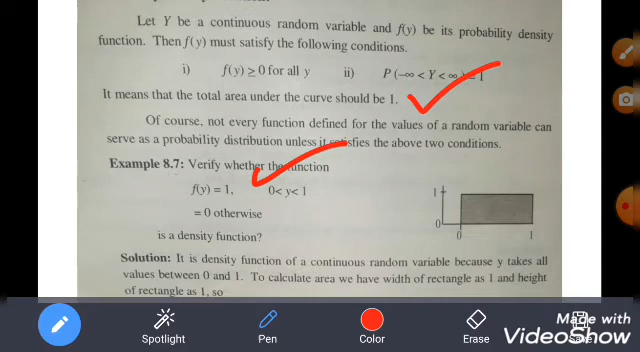 Let Y be a continuous random variable and f(y) be its probability density
function. Then f(y) must satisfy the following conditions.
i) f(y) ≥ 0 for all y ii) P (−∞ < Y < ∞) = 1
It means that the total area under the curve should be 1.
Of course, not every function defined for the values of a random variable can
serve as a probability distribution unless it satisfies the above two conditions.
Example 8.7: Verify whether the function
f(y) = 1, 0< y< 1
= 0 otherwise
is a density function?
1
0
0 1
Solution: It is density function of a continuous random variable because y takes all
values between 0 and 1. To calculate area we have width of rectangle as 1 and height
of rectangle as 1, so
Spotlight Pen Color Erase
Made with
VideoShow